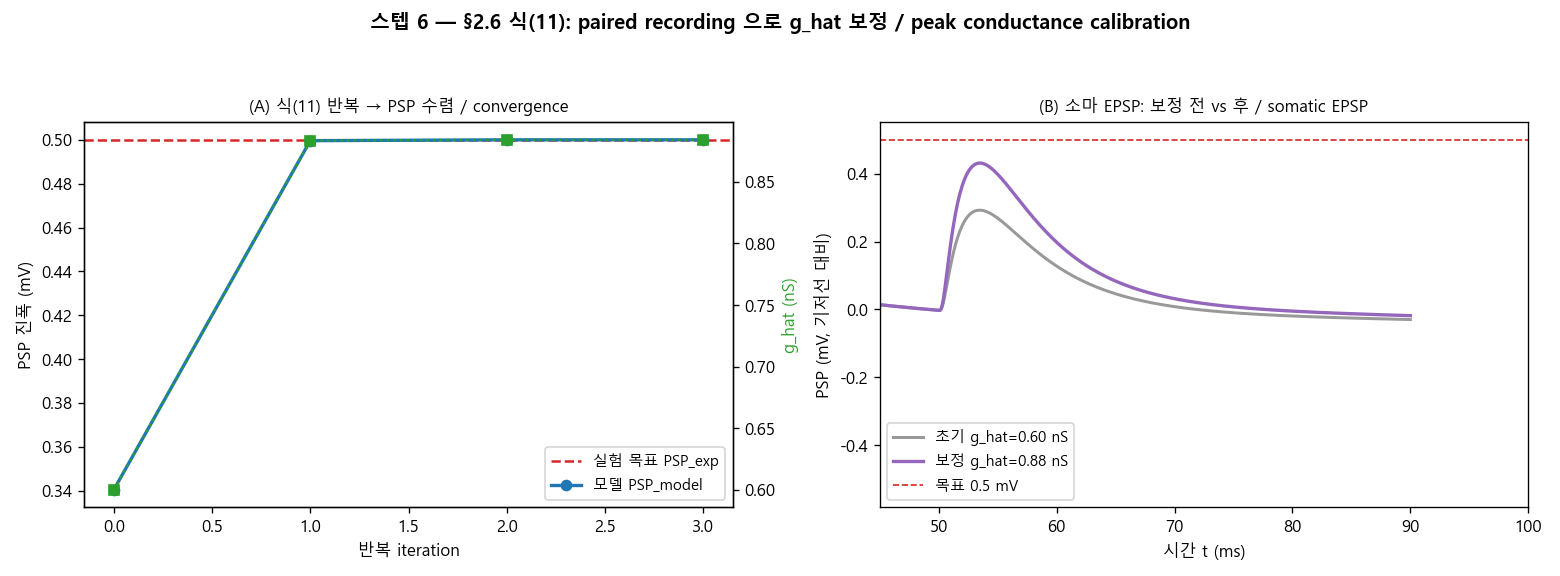 스텝 6 — §2.6 식(11): paired recording 으로 g_hat 보정 / peak conductance calibration
(A) 식(11) 반복 → PSP 수렴 / convergence
PSP 진폭 (mV)
0.50
0.48
0.46
0.44
0.42
0.40
0.38
0.36
0.34
0.85
0.80
0.75
0.70
0.65
0.60
g_hat (nS)
실험 목표 PSP_exp
모델 PSP_model
0.0 0.5 1.0 1.5 2.0 2.5 3.0
반복 iteration
(B) 소마 EPSP: 보정 전 vs 후 / somatic EPSP
PSP (mV, 기저선 대비)
0.4
0.2
0.0
-0.2
-0.4
초기 g_hat=0.60 nS
보정 g_hat=0.88 nS
목표 0.5 mV
50 60 70 80 90 100
시간 t (ms)